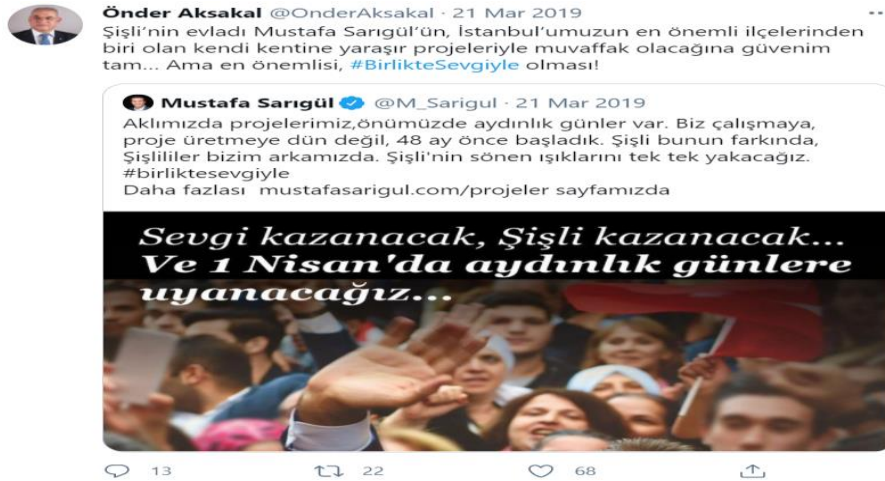 Önder Aksakal @OnderAksakal · 21 Mar 2019
Şişli’nin evladı Mustafa Sarıgül’ün, İstanbul’umuzun en önemli ilçelerinden
biri olan kendi kentine yaraşır projeleriyle muvaffak olacağına güvenim
tam... Ama en önemlisi, #BirlikteSevgiyle olması!
Mustafa Sarıgül @M_Sarigul · 21 Mar 2019
Aklımızda projelerimiz,önümüzde aydınlık günler var. Biz çalışmaya,
proje üretmeye dün değil, 48 ay önce başladık. Şişli bunun farkında,
Şişlililer bizim arkamızda. Şişli'nin sönen ışıklarını tek tek yakacağız.
#birliktesevgiyle
Daha fazlası mustafasarigul.com/projeler sayfamızda
Sevgi kazanacak, Şişli kazanacak...
Ve 1 Nisan'da aydınlık günlere
uyanacağız...
13 22 68